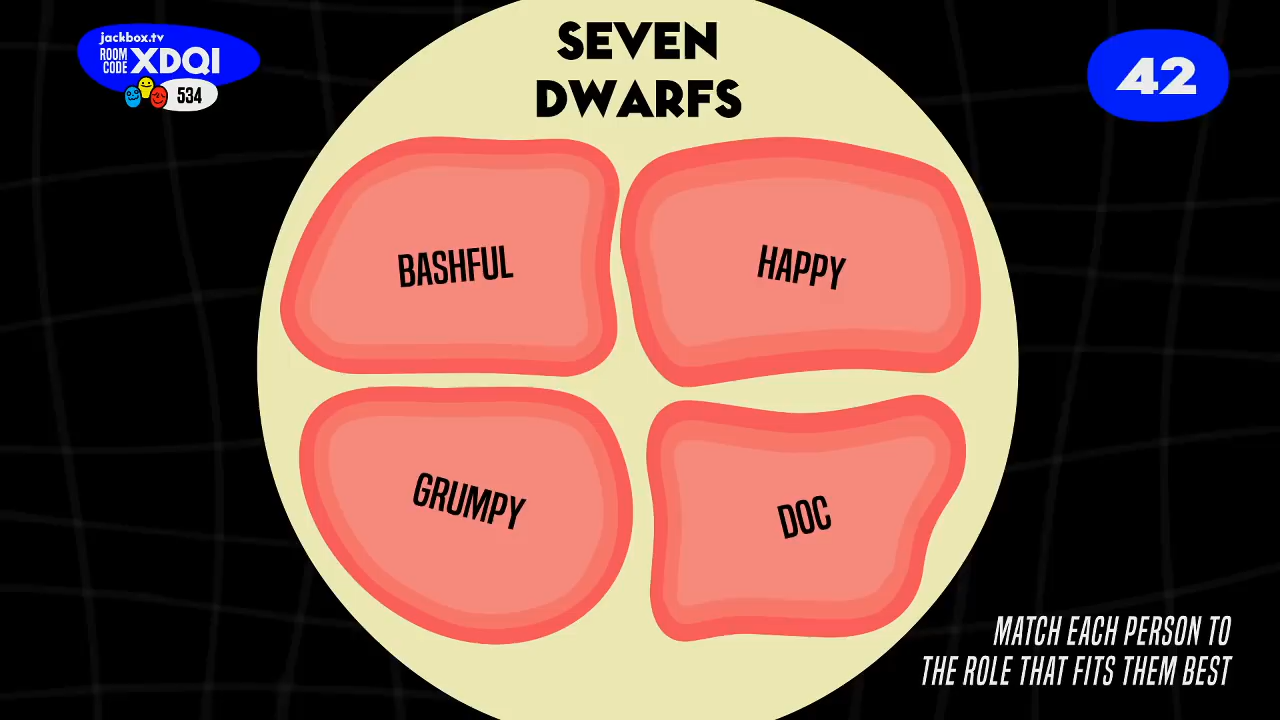 jackbox.tv
ROOM
CODE
XDQI
534
SEVEN
DWARFS
42
BASHFUL
HAPPY
GRUMPY
DOC
MATCH EACH PERSON TO
THE ROLE THAT FITS THEM BEST